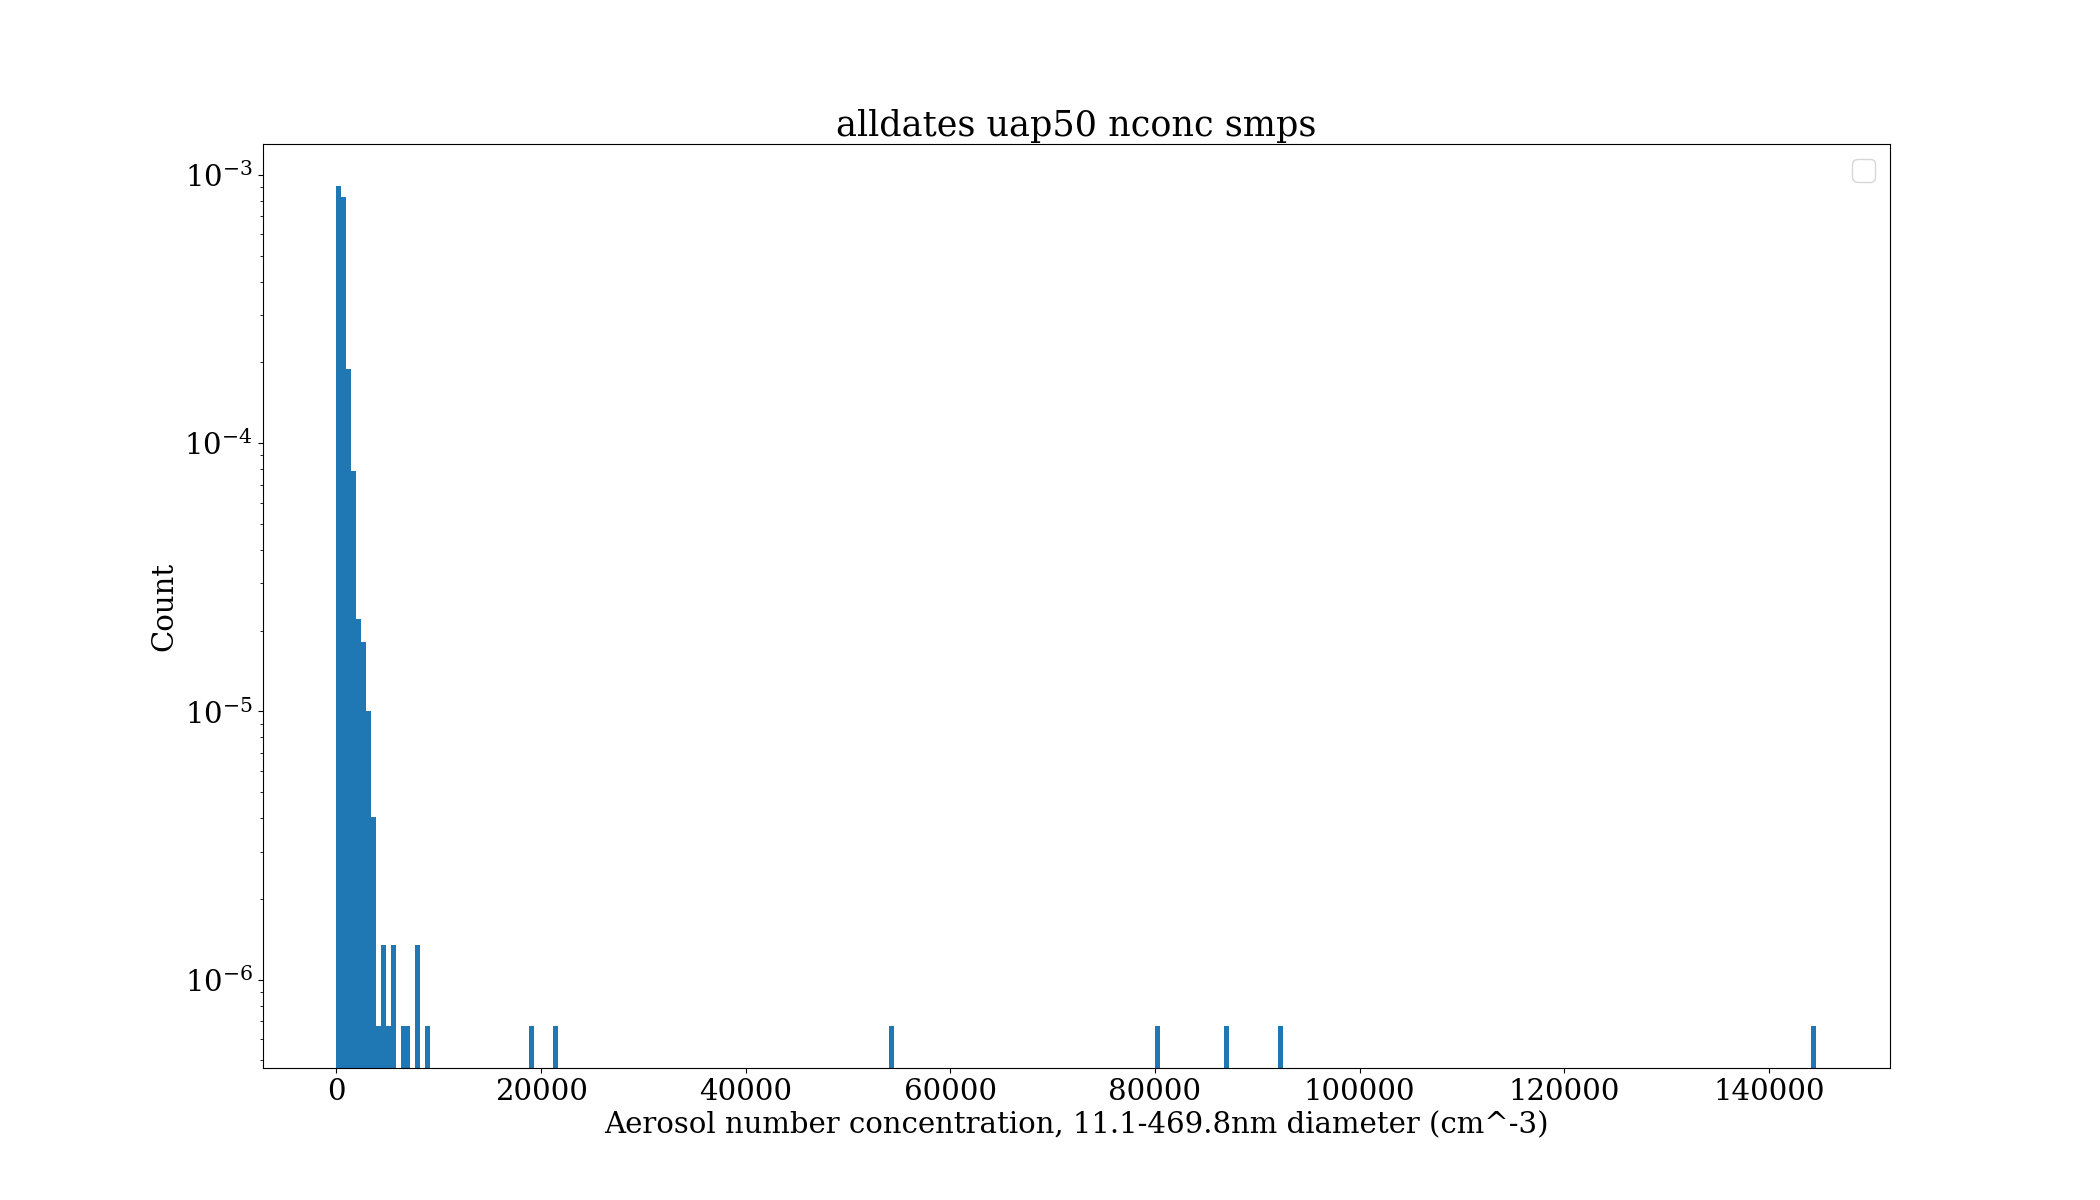 alldates uap50 nconc smps
10⁻³
10⁻⁴
10⁻⁵
10⁻⁶
Count
0 20000 40000 60000 80000 100000 120000 140000
Aerosol number concentration, 11.1-469.8nm diameter (cm^-3)